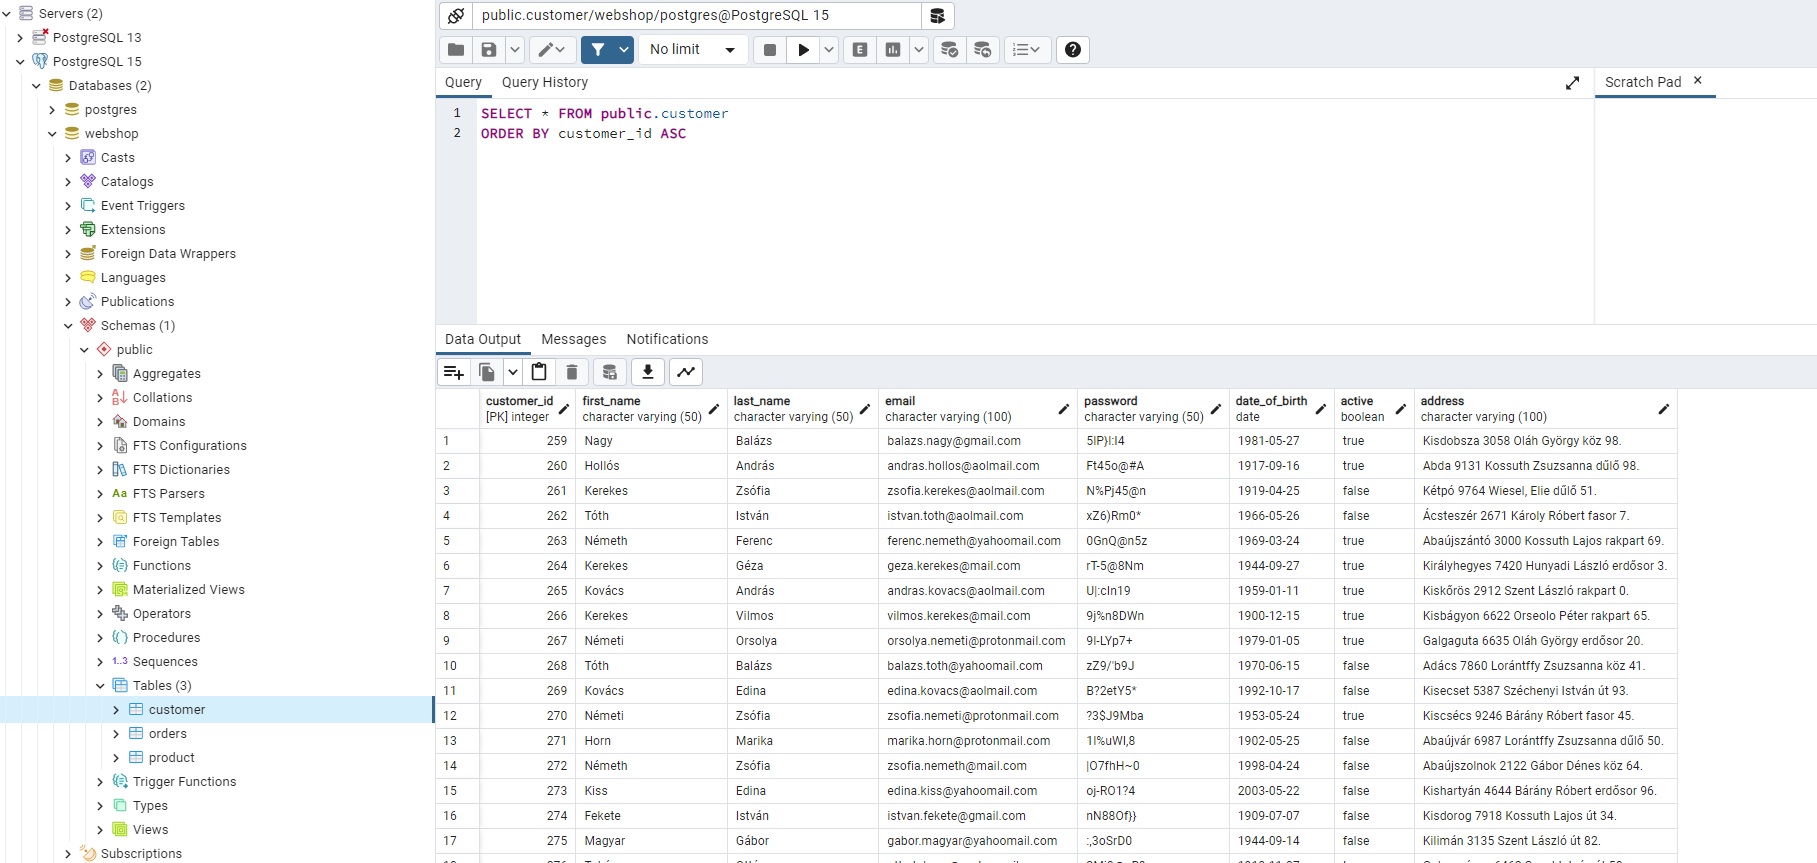 Servers (2)
PostgreSQL 13
PostgreSQL 15
Databases (2)
postgres
webshop
Casts
Catalogs
Event Triggers
Extensions
Foreign Data Wrappers
Languages
Publications
Schemas (1)
public
Aggregates
Collations
Domains
FTS Configurations
FTS Dictionaries
Aa FTS Parsers
FTS Templates
Foreign Tables
Functions
Materialized Views
Operators
Procedures
1..3 Sequences
Tables (3)
customer
orders
product
Trigger Functions
Types
Views
Subscriptions
public.customer/webshop/postgres@PostgreSQL 15
No limit
E
Query Query History
Scratch Pad ×
1 SELECT * FROM public.customer
2 ORDER BY customer_id ASC
Data Output Messages Notifications
customer_id first_name last_name email password date_of_birth active address
[PK] integer character varying (50) character varying (50) character varying (100) character varying (50) date boolean character varying (100)
1 259 Nagy Balázs balazs.nagy@gmail.com 5IP}I:I4 1981-05-27 true Kisdobsza 3058 Oláh György köz 98.
2 260 Hollós András andras.hollos@aolmail.com Ft45o@#A 1917-09-16 true Abda 9131 Kossuth Zsuzsanna dűlő 98.
3 261 Kerekes Zsófia zsofia.kerekes@aolmail.com N%Pj45@n 1919-04-25 false Kétpó 9764 Wiesel, Elie dűlő 51.
4 262 Tóth István istvan.toth@aolmail.com xZ6)Rm0* 1966-05-26 false Ácsteszér 2671 Károly Róbert fasor 7.
5 263 Németh Ferenc ferenc.nemeth@yahoomail.com 0GnQ@n5z 1969-03-24 true Abaújszántó 3000 Kossuth Lajos rakpart 69.
6 264 Kerekes Géza geza.kerekes@mail.com rT-5@8Nm 1944-09-27 true Királyhegyes 7420 Hunyadi László erdősor 3.
7 265 Kovács András andras.kovacs@aolmail.com U|:cIn19 1959-01-11 true Kiskőrös 2912 Szent László rakpart 0.
8 266 Kerekes Vilmos vilmos.kerekes@mail.com 9j%n8DWn 1900-12-15 true Kisbágyon 6622 Orseolo Péter rakpart 65.
9 267 Németi Orsolya orsolya.nemeti@protonmail.com 9I-LYp7+ 1979-01-05 true Galgaguta 6635 Oláh György erdősor 20.
10 268 Tóth Balázs balazs.toth@yahoomail.com zZ9/'b9J 1970-06-15 false Adács 7860 Lorántffy Zsuzsanna köz 41.
11 269 Kovács Edina edina.kovacs@aolmail.com B?2etY5* 1992-10-17 false Kisecset 5387 Széchenyi István út 93.
12 270 Németi Zsófia zsofia.nemeti@protonmail.com ?3$J9Mba 1953-05-24 true Kiscsécs 9246 Bárány Róbert fasor 45.
13 271 Horn Marika marika.horn@protonmail.com 1I%uWI,8 1902-05-25 false Abaújvár 6987 Lorántffy Zsuzsanna dűlő 50.
14 272 Németh Zsófia zsofia.nemeth@mail.com |O7fhH~0 1998-04-24 false Abaújszolnok 2122 Gábor Dénes köz 64.
15 273 Kiss Edina edina.kiss@yahoomail.com oj-RO1?4 2003-05-22 false Kishartyán 4644 Bárány Róbert erdősor 96.
16 274 Fekete István istvan.fekete@gmail.com nN88Of}} 1909-07-07 false Kisdorog 7918 Kossuth Lajos út 34.
17 275 Magyar Gábor gabor.magyar@yahoomail.com :,3oSrD0 1944-09-14 false Kilimán 3135 Szent László út 82.